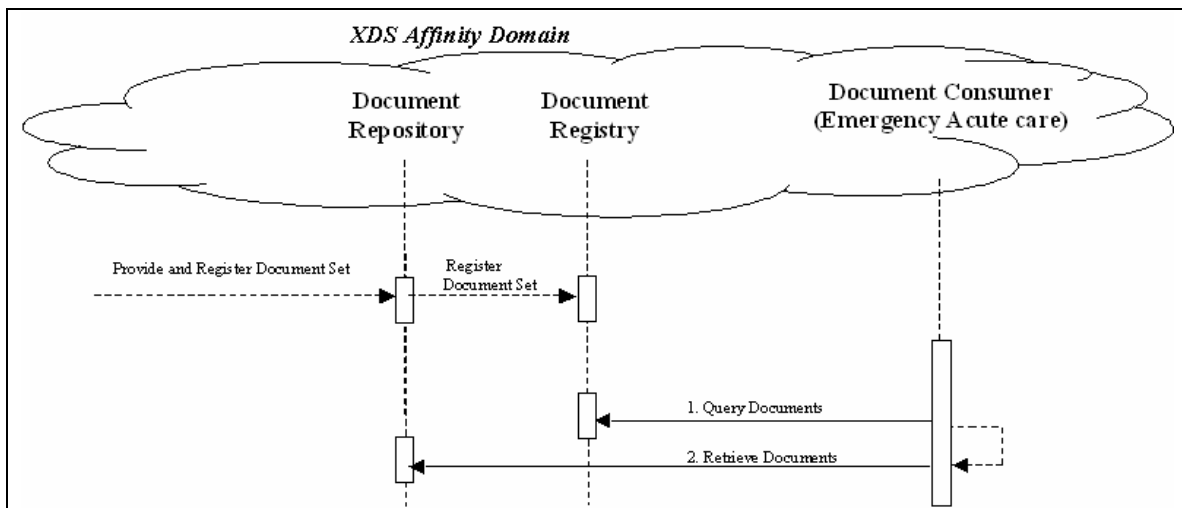 XDS Affinity Domain
Document
Repository
Document
Registry
Document Consumer
(Emergency Acute care)
Provide and Register Document Set
Register
Document Set
1. Query Documents
2. Retrieve Documents